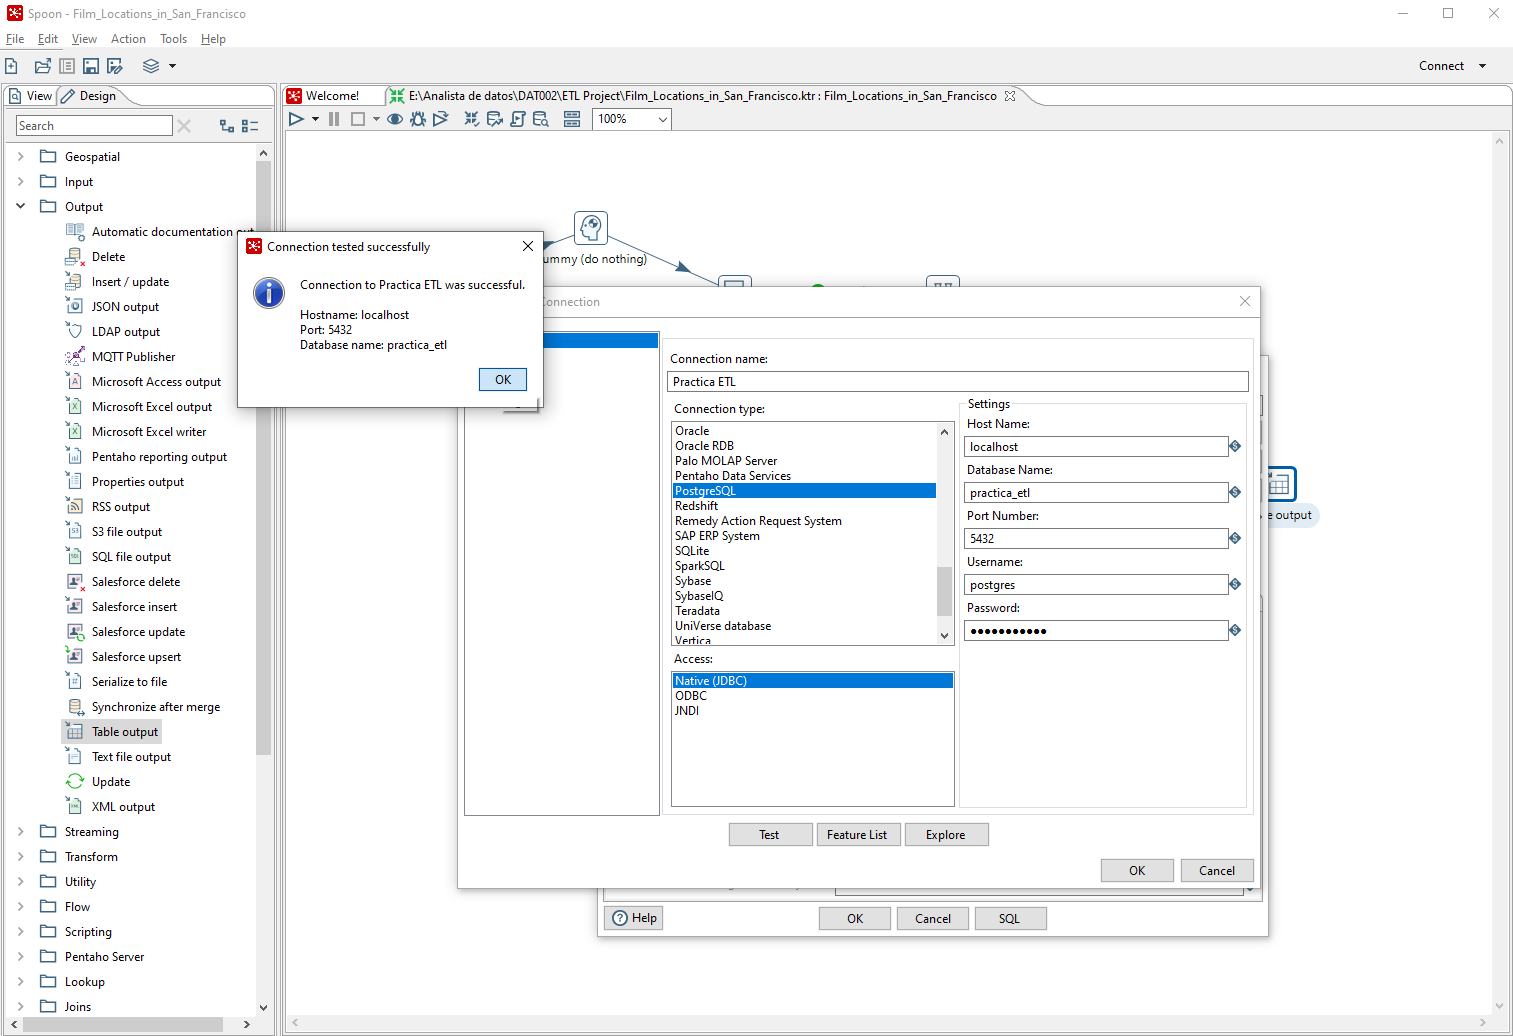 Spoon - Film_Locations_in_San_Francisco
File Edit View Action Tools Help
Connect
View Design
Welcome! E:\Analista de datos\DAT002\ETL Project\Film_Locations_in_San_Francisco.ktr : Film_Locations_in_San_Francisco
Search
100%
Geospatial
Input
Output
Automatic documentation
Delete
Insert / update
JSON output
LDAP output
MQTT Publisher
Microsoft Access output
Microsoft Excel output
Microsoft Excel writer
Pentaho reporting output
Properties output
RSS output
S3 file output
SQL file output
Salesforce delete
Salesforce insert
Salesforce update
Salesforce upsert
Serialize to file
Synchronize after merge
Table output
Text file output
Update
XML output
Streaming
Transform
Utility
Flow
Scripting
Pentaho Server
Lookup
Joins
ummy (do nothing)
Connection tested successfully
Connection to Practica ETL was successful.
Hostname: localhost
Port: 5432
Database name: practica_etl
OK
Connection
Connection name:
Practica ETL
Connection type:
Oracle
Oracle RDB
Palo MOLAP Server
Pentaho Data Services
PostgreSQL
Redshift
Remedy Action Request System
SAP ERP System
SQLite
SparkSQL
Sybase
SybaseIQ
Teradata
UniVerse database
Vertica
Access:
Native (JDBC)
ODBC
JNDI
Settings
Host Name:
localhost
Database Name:
practica_etl
Port Number:
5432
Username:
postgres
Password:
●●●●●●●●●●●
Test Feature List Explore
OK Cancel
e output
Help OK Cancel SQL